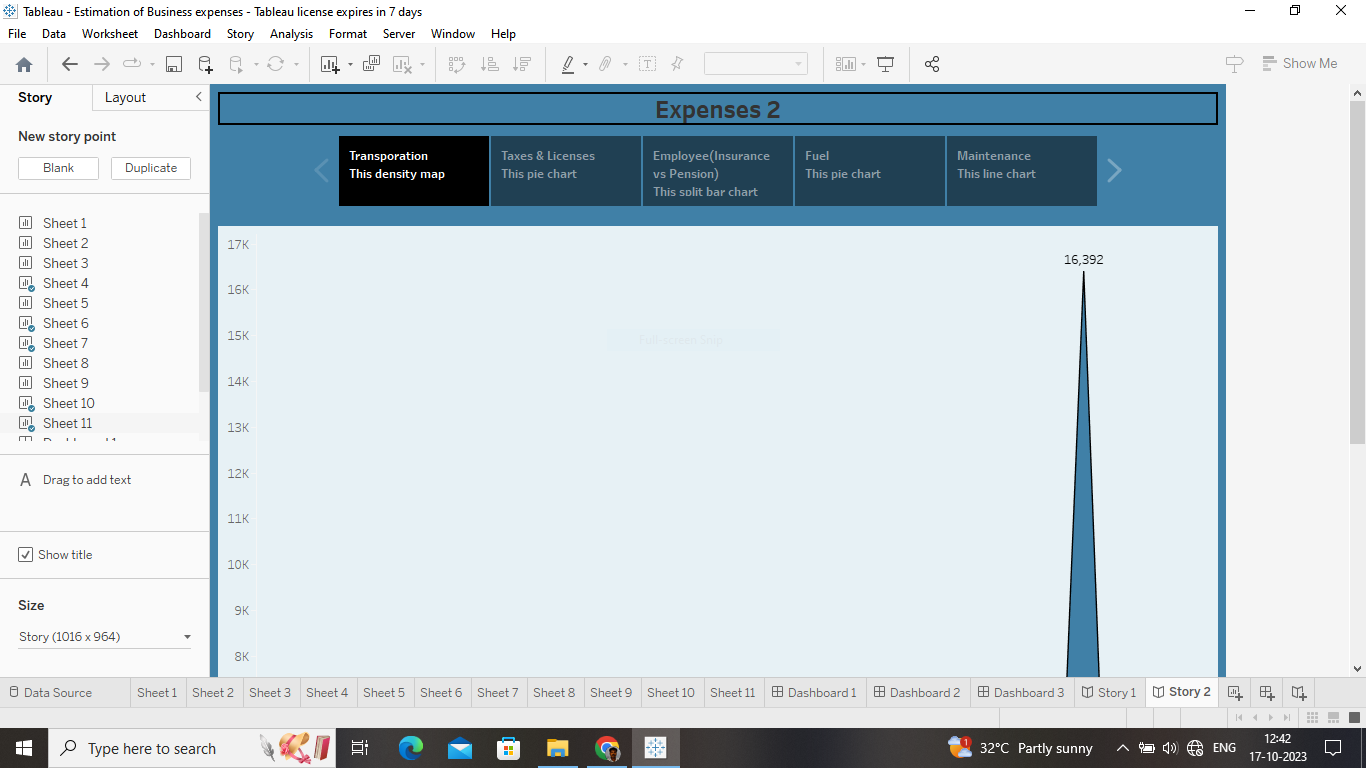 Tableau - Estimation of Business expenses - Tableau license expires in 7 days
File Data Worksheet Dashboard Story Analysis Format Server Window Help
Show Me
Story Layout
New story point
Blank Duplicate
Sheet 1
Sheet 2
Sheet 3
Sheet 4
Sheet 5
Sheet 6
Sheet 7
Sheet 8
Sheet 9
Sheet 10
Sheet 11
A Drag to add text
Show title
Size
Story (1016 x 964)
Expenses 2
Transporation
This density map
Taxes & Licenses
This pie chart
Employee(Insurance
vs Pension)
This split bar chart
Fuel
This pie chart
Maintenance
This line chart
17K
16,392
16K
15K
Full-screen Snip
14K
13K
12K
11K
10K
9K
8K
Data Source Sheet 1 Sheet 2 Sheet 3 Sheet 4 Sheet 5 Sheet 6 Sheet 7 Sheet 8 Sheet 9 Sheet 10 Sheet 11 Dashboard 1 Dashboard 2 Dashboard 3 Story 1 Story 2
Type here to search
1
32°C Partly sunny
ENG
12:42
17-10-2023